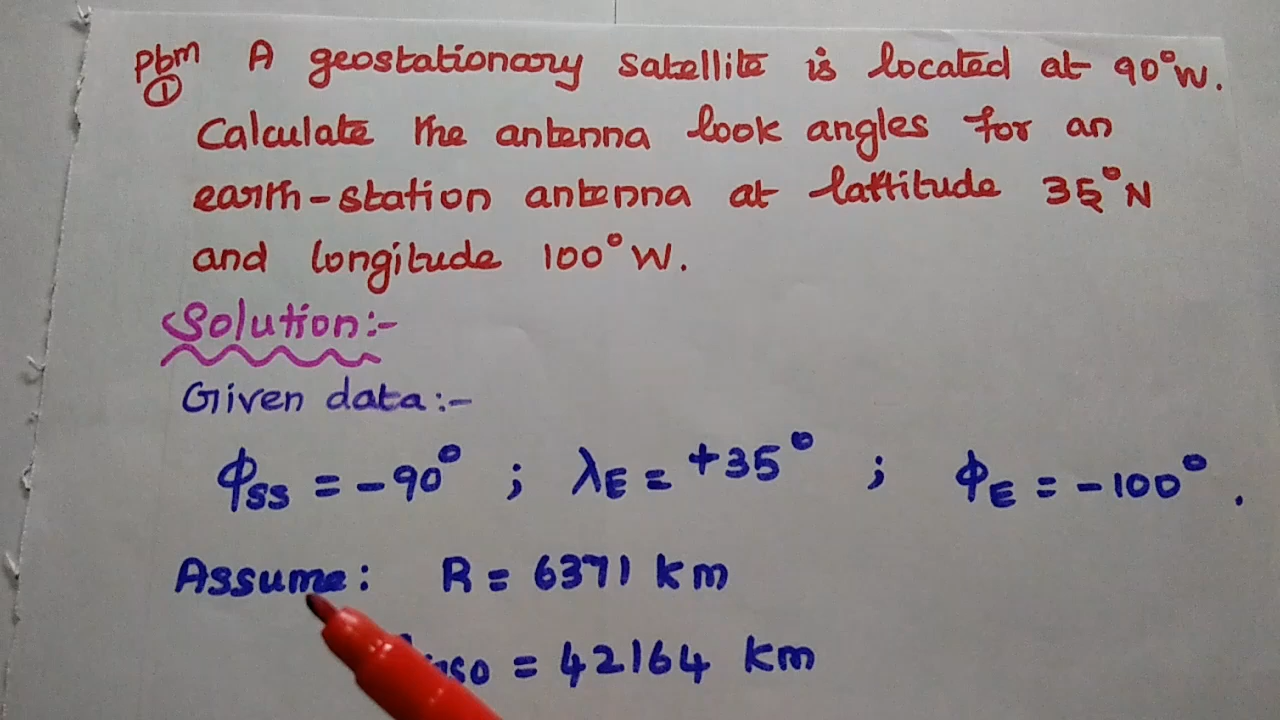 Pbm ① A geostationary satellite is located at 90°W.
Calculate the antenna look angles for an
earth-station antenna at lattitude 35°N
and longitude 100°W.
Solution:-
Given data:-
ϕSS = -90° ; λE = +35° ; ϕE = -100° .
Assume: R = 6371 km
= 42164 km